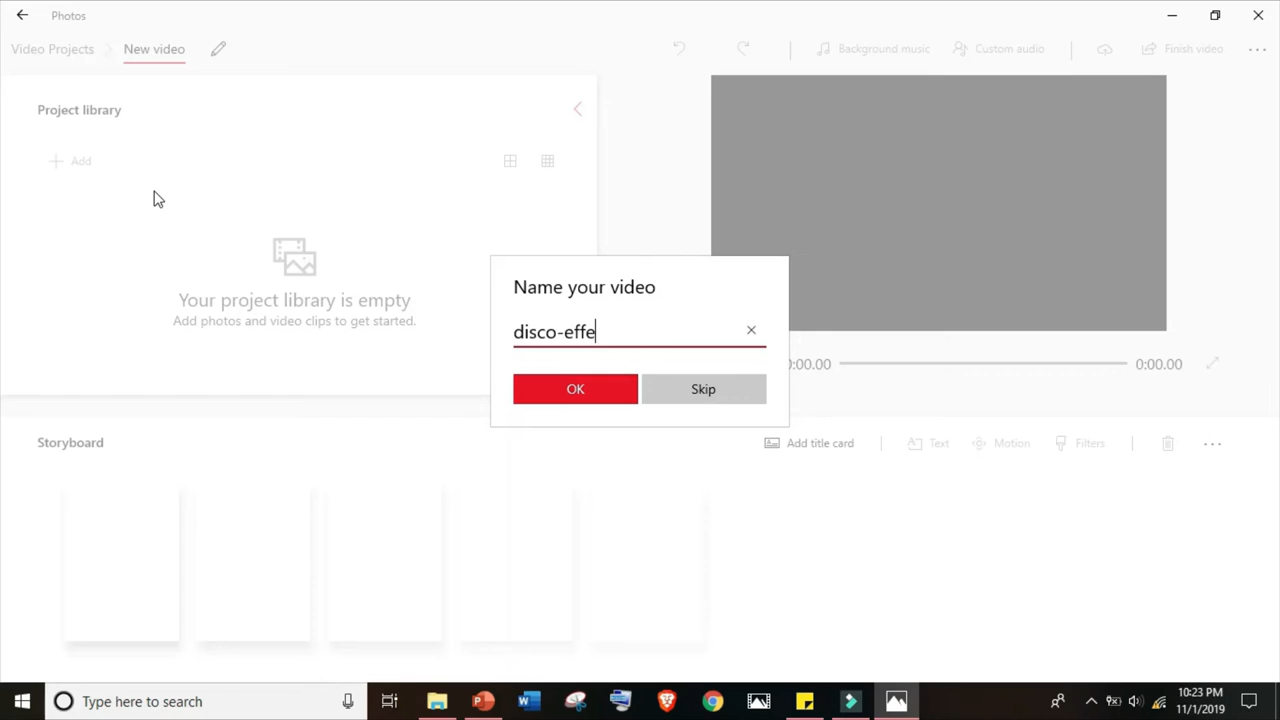 Photos
Video Projects
New video
Background music
Custom audio
Finish video
Project library
Add
Your project library is empty
Add photos and video clips to get started.
Name your video
disco-effe
OK
Skip
0:00.00
0:00.00
Storyboard
Add title card
Text
Motion
Filters
Type here to search
10:23 PM
11/1/2019